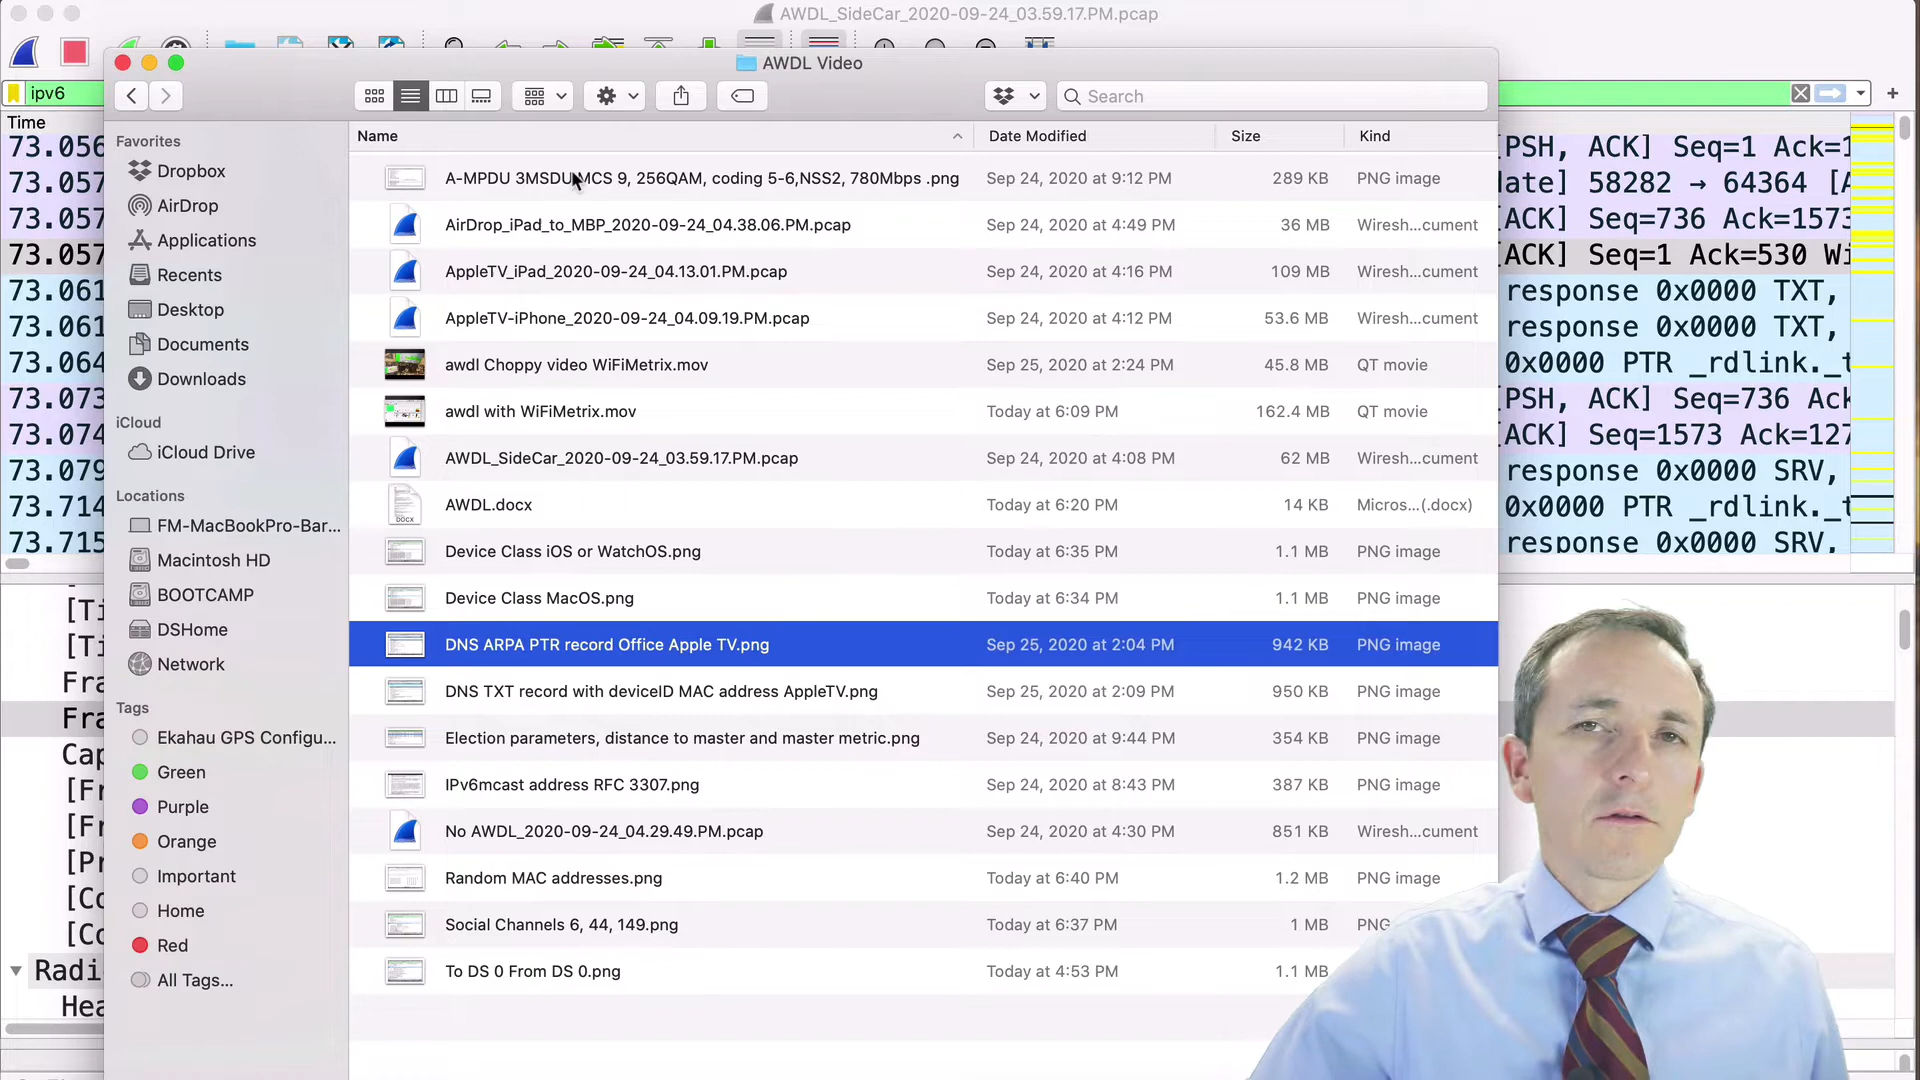 AWDL_SideCar_2020-09-24_03.59.17.PM.pcap
AWDL Video
ipv6
Search
Time
Name
Date Modified
Size
Kind
Favorites
Dropbox
AirDrop
Applications
Recents
Desktop
Documents
Downloads
iCloud
iCloud Drive
Locations
FM-MacBookPro-Bar...
Macintosh HD
BOOTCAMP
DSHome
Network
Tags
Ekahau GPS Configu...
Green
Purple
Orange
Important
Home
Red
All Tags...
A-MPDU 3MSDU MCS 9, 256QAM, coding 5-6,NSS2, 780Mbps .png Sep 24, 2020 at 9:12 PM 289 KB PNG image
AirDrop_iPad_to_MBP_2020-09-24_04.38.06.PM.pcap Sep 24, 2020 at 4:49 PM 36 MB Wiresh...cument
AppleTV_iPad_2020-09-24_04.13.01.PM.pcap Sep 24, 2020 at 4:16 PM 109 MB Wiresh...cument
AppleTV-iPhone_2020-09-24_04.09.19.PM.pcap Sep 24, 2020 at 4:12 PM 53.6 MB Wiresh...cument
awdl Choppy video WiFiMetrix.mov Sep 25, 2020 at 2:24 PM 45.8 MB QT movie
awdl with WiFiMetrix.mov Today at 6:09 PM 162.4 MB QT movie
AWDL_SideCar_2020-09-24_03.59.17.PM.pcap Sep 24, 2020 at 4:08 PM 62 MB Wiresh...cument
AWDL.docx Today at 6:20 PM 14 KB Micros...(.docx)
Device Class iOS or WatchOS.png Today at 6:35 PM 1.1 MB PNG image
Device Class MacOS.png Today at 6:34 PM 1.1 MB PNG image
DNS ARPA PTR record Office Apple TV.png Sep 25, 2020 at 2:04 PM 942 KB PNG image
DNS TXT record with deviceID MAC address AppleTV.png Sep 25, 2020 at 2:09 PM 950 KB PNG image
Election parameters, distance to master and master metric.png Sep 24, 2020 at 9:44 PM 354 KB PNG image
IPv6mcast address RFC 3307.png Sep 24, 2020 at 8:43 PM 387 KB PNG image
No AWDL_2020-09-24_04.29.49.PM.pcap Sep 24, 2020 at 4:30 PM 851 KB Wiresh...cument
Random MAC addresses.png Today at 6:40 PM 1.2 MB PNG image
Social Channels 6, 44, 149.png Today at 6:37 PM 1 MB PNG
To DS 0 From DS 0.png Today at 4:53 PM 1.1 MB
73.056
73.057
73.057
73.057
73.061
73.061
73.064
73.073
73.074
73.079
73.714
73.715
PSH, ACK] Seq=1 Ack=1
58282 → 64364
ACK] Seq=736 Ack=1573
ACK] Seq=1 Ack=530
response 0x0000 TXT,
response 0x0000 TXT,
0x0000 PTR _rdlink._t
PSH, ACK] Seq=736
ACK] Seq=1573 Ack=127
response 0x0000 SRV,
0x0000 PTR _rdlink._t
response 0x0000 SRV,